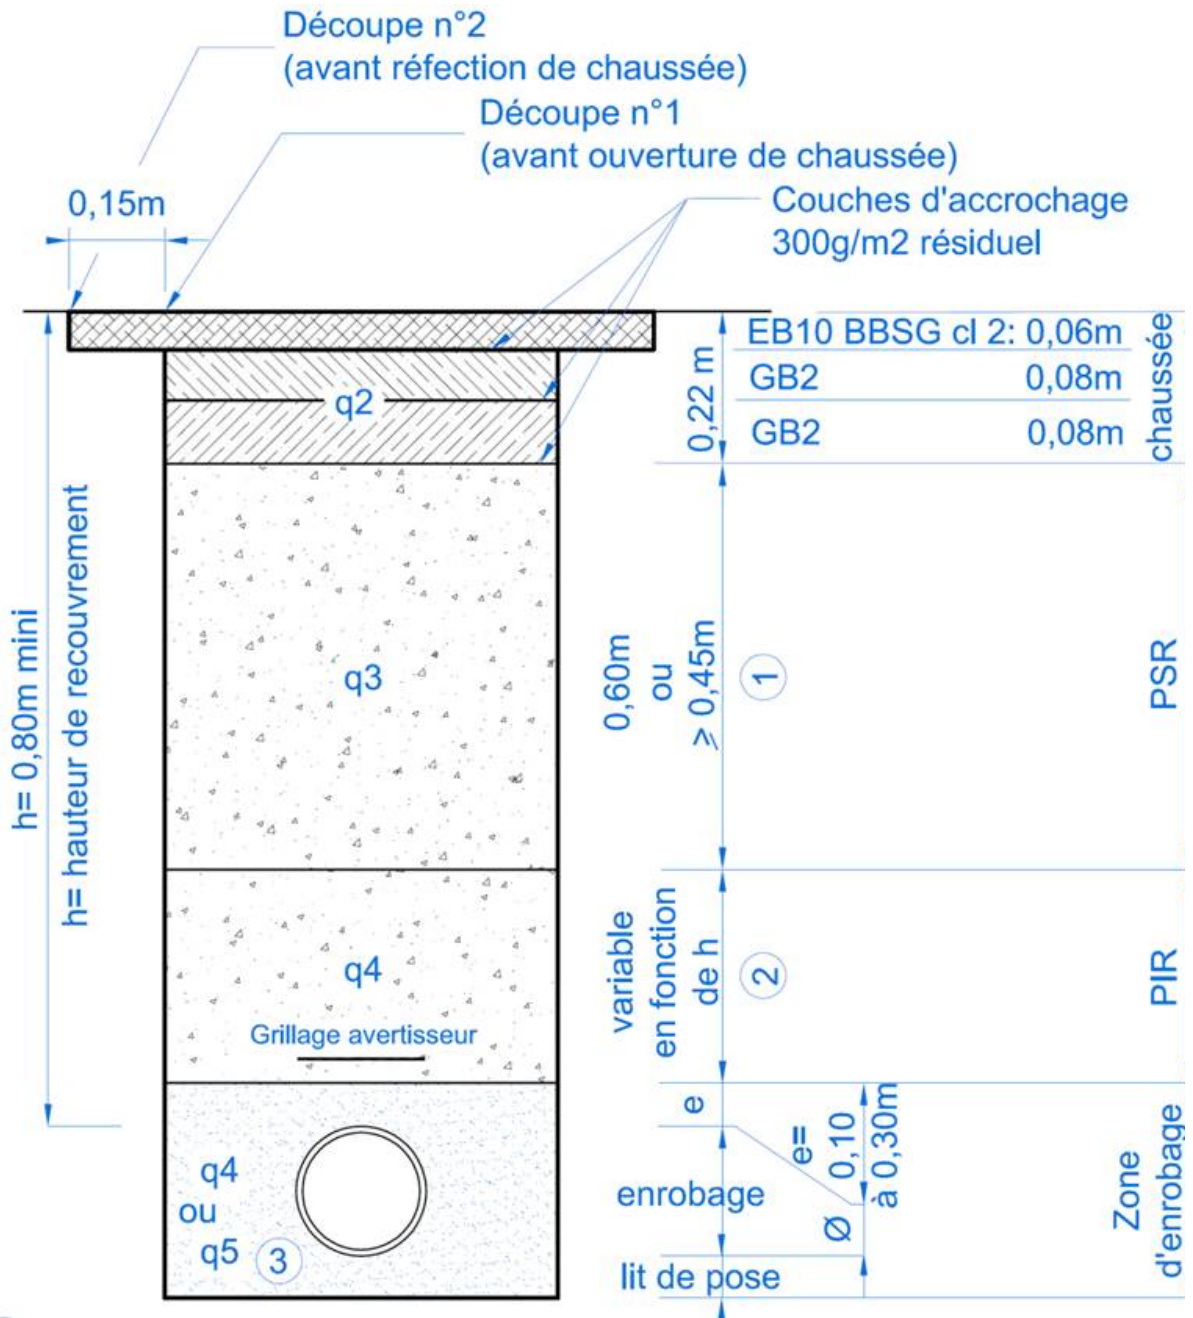 Découpe n°2
(avant réfection de chaussée)
Découpe n°1
(avant ouverture de chaussée)
0,15m
Couches d'accrochage
300g/m2 résiduel
EB10 BBSG cl 2: 0,06m
GB2 0,08m
GB2 0,08m
chaussée
0,22 m
q2
h= 0,80m mini
h= hauteur de recouvrement
q3
0,60m
ou
≥ 0,45m
1
PSR
q4
Grillage avertisseur
variable
en fonction
de h
2
PIR
q4
ou
q5
3
e
enrobage
lit de pose
e=
0,10
à 0,30m
Ø
Zone
d'enrobage